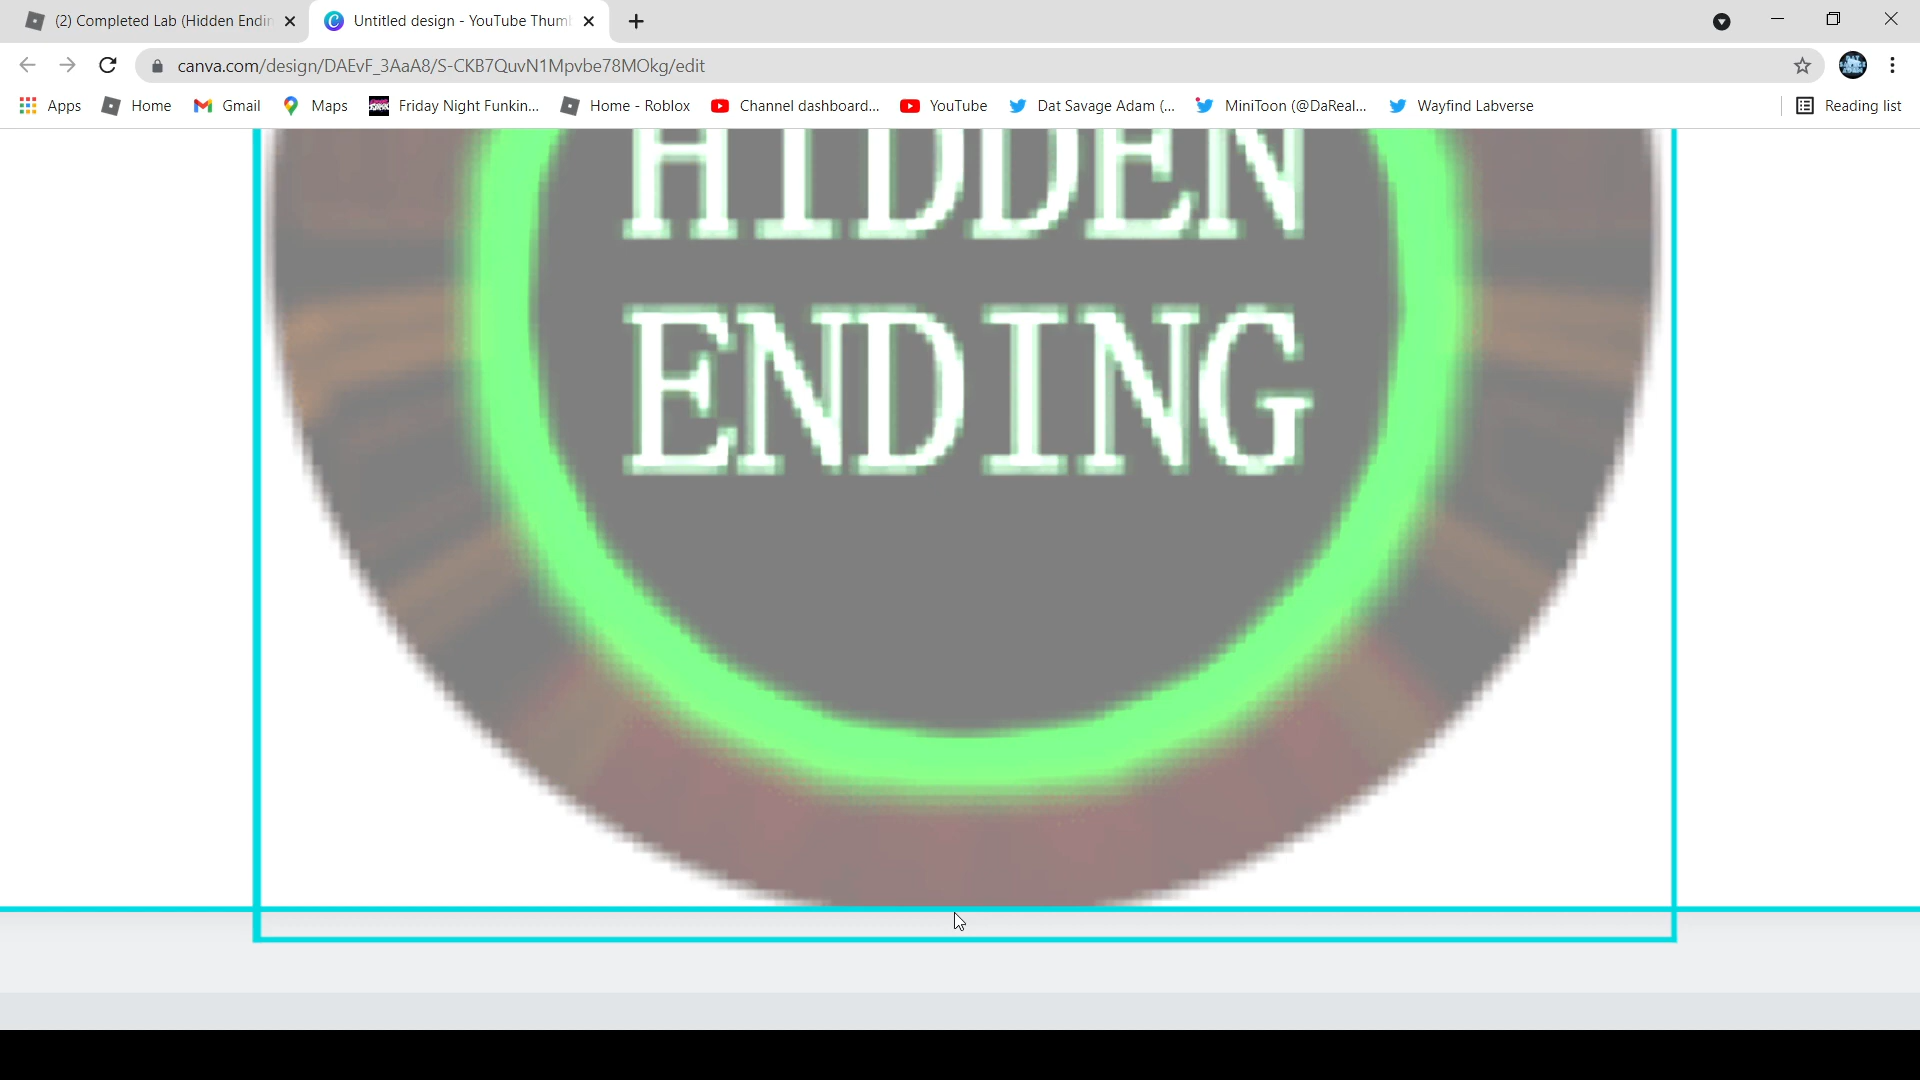 (2) Completed Lab (Hidden Endin
Untitled design - YouTube Thum
canva.com/design/DAEvF_3AaA8/S-CKB7QuvN1Mpvbe78MOkg/edit
Apps Home Gmail Maps Friday Night Funkin... Home - Roblox Channel dashboard... YouTube Dat Savage Adam (... MiniToon (@DaReal... Wayfind Labverse Reading list
HIDDEN
ENDING